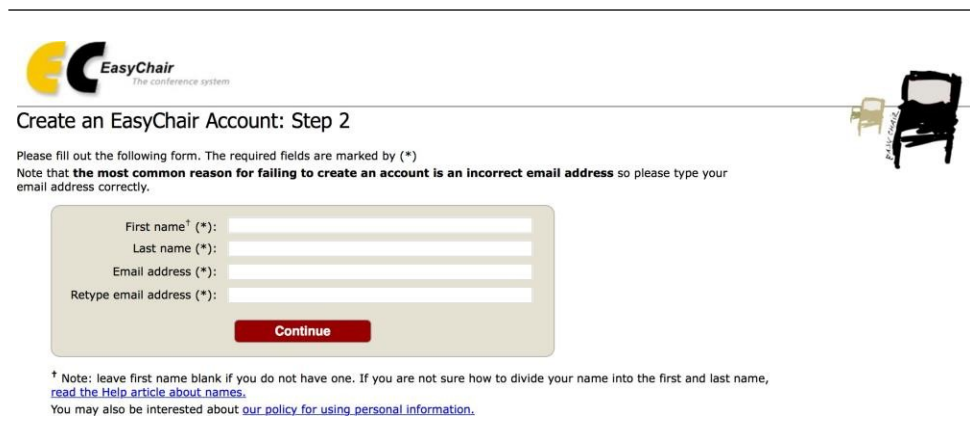 EC EasyChair
The conference system
EASY CHAIR
Create an EasyChair Account: Step 2
Please fill out the following form. The required fields are marked by (*)
Note that the most common reason for failing to create an account is an incorrect email address so please type your
email address correctly.
First name† (*):
Last name (*):
Email address (*):
Retype email address (*):
Continue
† Note: leave first name blank if you do not have one. If you are not sure how to divide your name into the first and last name,
read the Help article about names.
You may also be interested about our policy for using personal information.